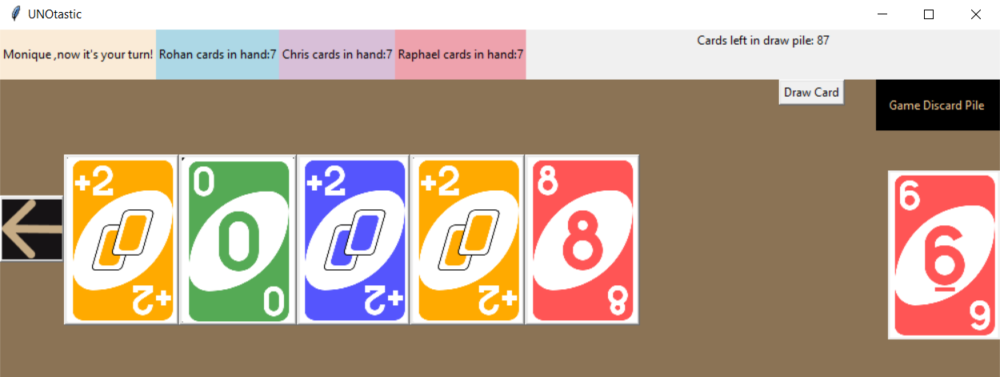 UNOtastic
Monique ,now it's your turn! Rohan cards in hand:7 Chris cards in hand:7 Raphael cards in hand:7 Cards left in draw pile: 87
Draw Card
Game Discard Pile
+2 0 +2 +2 8
0
8
+2 0 +2 +2 8
6
6
6